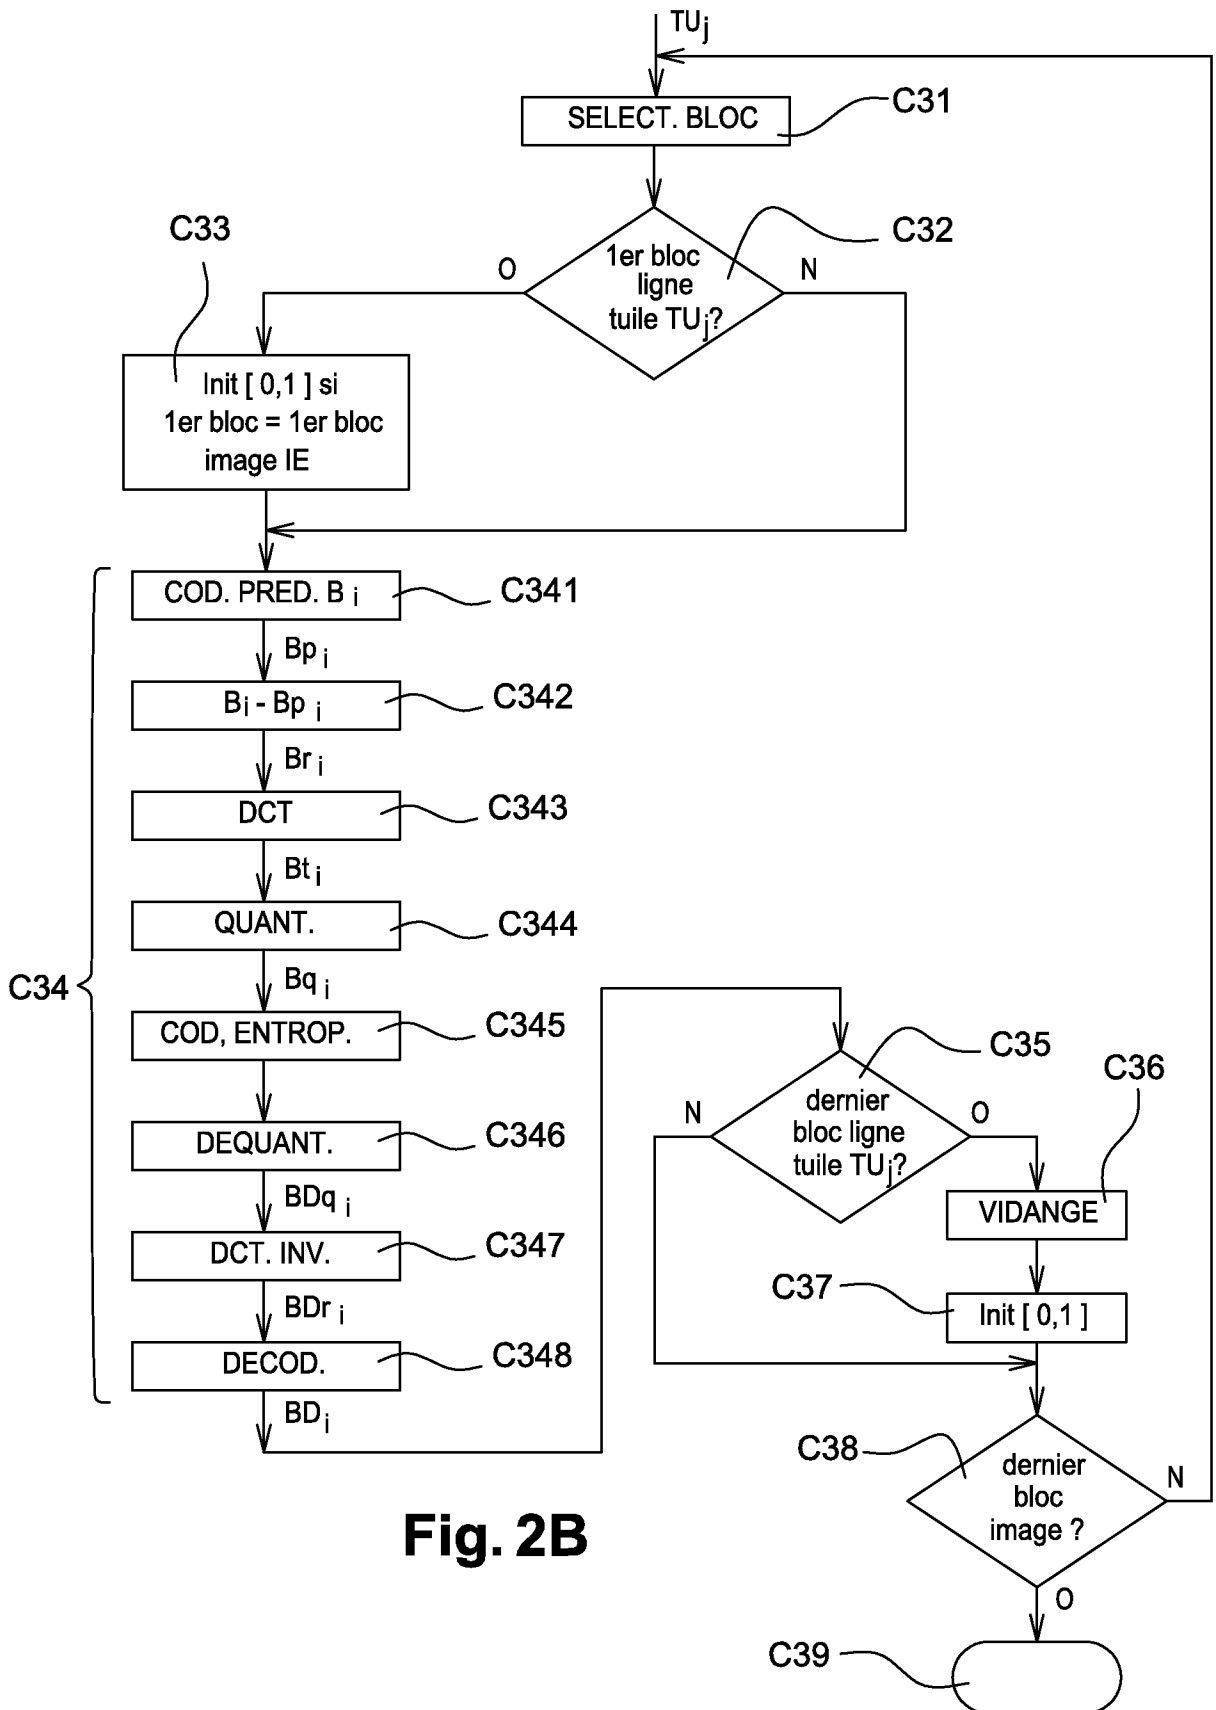 TUj
SELECT. BLOC
C31
C33
C32
1er bloc
ligne
tuile TUj?
O
N
Init [ 0,1 ] si
1er bloc = 1er bloc
image IE
COD. PRED. B i
C341
Bp i
Bi - Bp i
C342
Br i
DCT
C343
Bt i
QUANT.
C344
C34
Bq i
COD, ENTROP.
C345
DEQUANT.
C346
BDq i
DCT. INV.
C347
BDr i
DECOD.
C348
BD i
C35
C36
N
dernier
bloc ligne
tuile TUj?
O
VIDANGE
C37
Init [ 0,1 ]
C38
dernier
bloc
image ?
N
O
C39
Fig. 2B